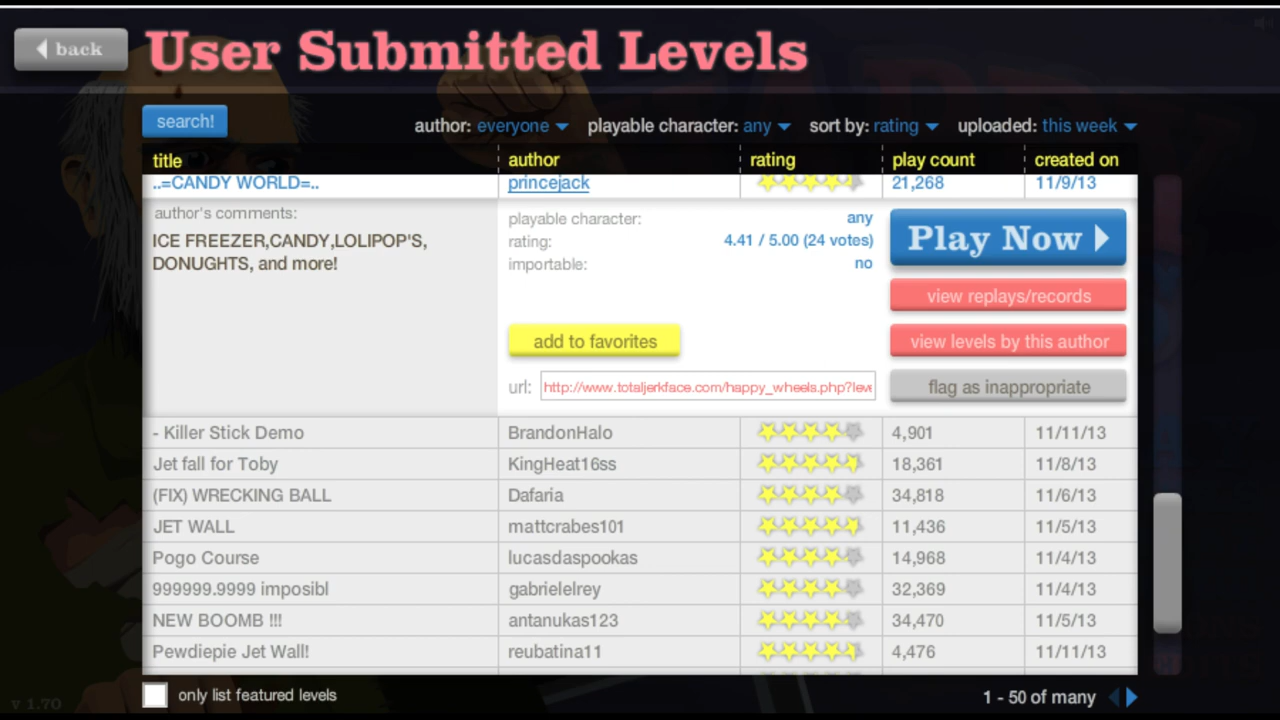 back
User Submitted Levels
search!
author: everyone playable character: any sort by: rating uploaded: this week
title author rating play count created on
..=CANDY WORLD=.. princejack 21,268 11/9/13
author's comments:
ICE FREEZER,CANDY,LOLIPOP'S,
DONUGHTS, and more!
playable character: any
rating: 4.41 / 5.00 (24 votes)
importable: no
add to favorites
url: http://www.totaljerkface.com/happy_wheels.php?leve
Play Now
view replays/records
view levels by this author
flag as inappropriate
- Killer Stick Demo BrandonHalo 4,901 11/11/13
Jet fall for Toby KingHeat16ss 18,361 11/8/13
(FIX) WRECKING BALL Dafaria 34,818 11/6/13
JET WALL mattcrabes101 11,436 11/5/13
Pogo Course lucasdaspookas 14,968 11/4/13
999999.9999 imposibl gabrielelrey 32,369 11/4/13
NEW BOOMB !!! antanukas123 34,470 11/5/13
Pewdiepie Jet Wall! reubatina11 4,476 11/11/13
only list featured levels
1 - 50 of many
v 1.70